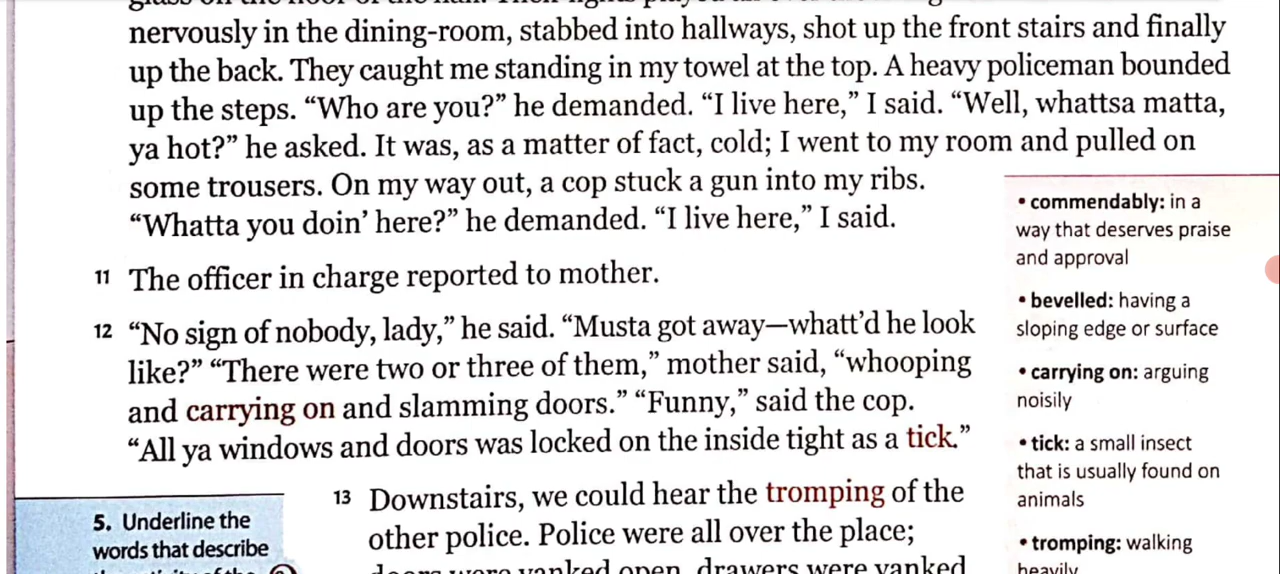 nervously in the dining-room, stabbed into hallways, shot up the front stairs and finally
up the back. They caught me standing in my towel at the top. A heavy policeman bounded
up the steps. “Who are you?” he demanded. “I live here,” I said. “Well, whattsa matta,
ya hot?” he asked. It was, as a matter of fact, cold; I went to my room and pulled on
some trousers. On my way out, a cop stuck a gun into my ribs.
“Whatta you doin’ here?” he demanded. “I live here,” I said.
11 The officer in charge reported to mother.
12 “No sign of nobody, lady,” he said. “Musta got away—whatt’d he look
like?” “There were two or three of them,” mother said, “whooping
and carrying on and slamming doors.” “Funny,” said the cop.
“All ya windows and doors was locked on the inside tight as a tick.”
13 Downstairs, we could hear the tromping of the
other police. Police were all over the place;
doors were yanked open, drawers were yanked
• commendably: in a
way that deserves praise
and approval
• bevelled: having a
sloping edge or surface
• carrying on: arguing
noisily
• tick: a small insect
that is usually found on
animals
• tromping: walking
heavily
5. Underline the
words that describe